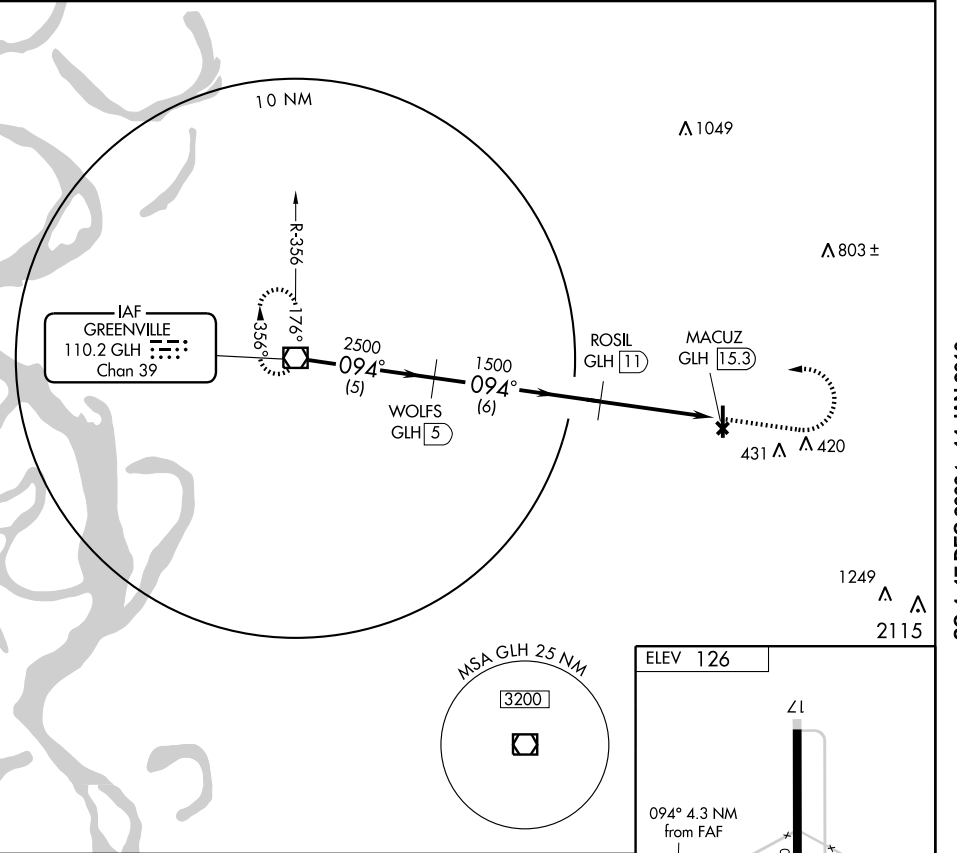 10 NM
1049
803 ±
R-356
IAF
GREENVILLE
110.2 GLH
Chan 39
356°
176°
2500
094°
(5)
WOLFS
GLH 5
1500
094°
(6)
ROSIL
GLH 11
MACUZ
GLH 15.3
431
420
1249
2115
MSA GLH 25 NM
3200
ELEV 126
17
094° 4.3 NM
from FAF